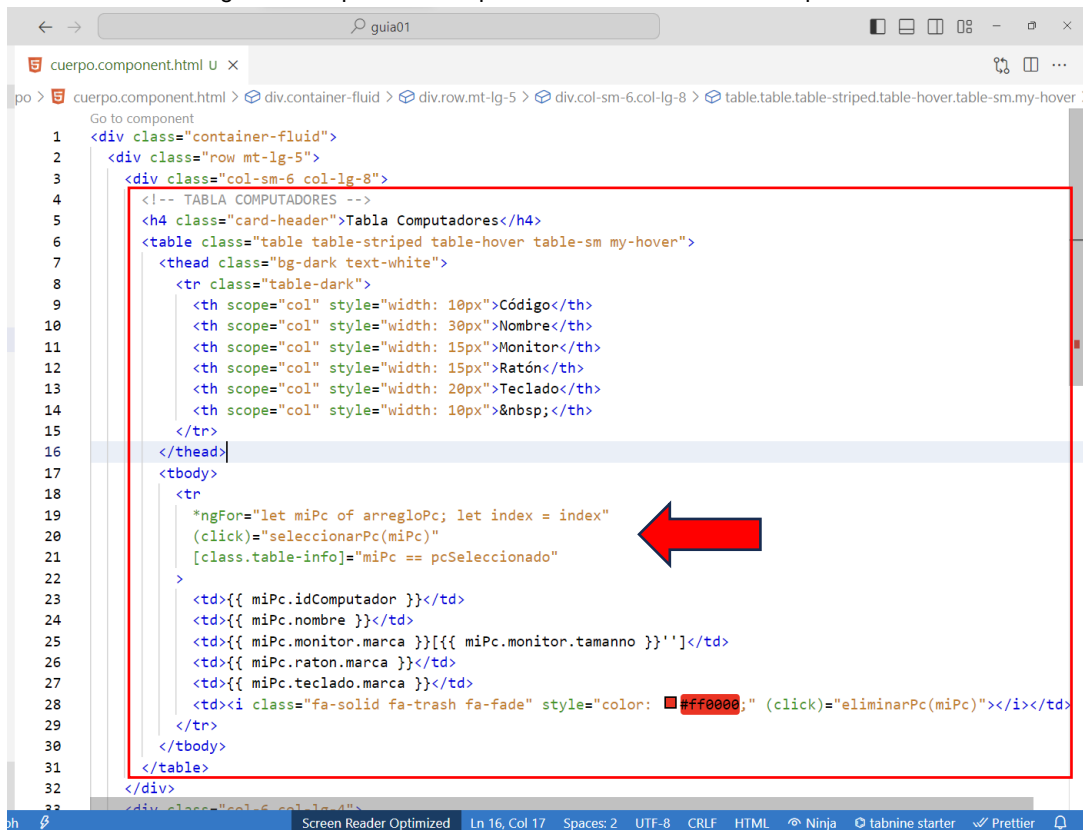 guia01
cuerpo.component.html U ×
po > cuerpo.component.html > div.container-fluid > div.row.mt-lg-5 > div.col-sm-6.col-lg-8 > table.table.table-striped.table-hover.table-sm.my-hover
Go to component
1 <div class="container-fluid">
2 <div class="row mt-lg-5">
3 <div class="col-sm-6 col-lg-8">
4 <!-- TABLA COMPUTADORES -->
5 <h4 class="card-header">Tabla Computadores</h4>
6 <table class="table table-striped table-hover table-sm my-hover">
7 <thead class="bg-dark text-white">
8 <tr class="table-dark">
9 <th scope="col" style="width: 10px">Código</th>
10 <th scope="col" style="width: 30px">Nombre</th>
11 <th scope="col" style="width: 15px">Monitor</th>
12 <th scope="col" style="width: 15px">Ratón</th>
13 <th scope="col" style="width: 20px">Teclado</th>
14 <th scope="col" style="width: 10px">&nbsp;</th>
15 </tr>
16 </thead>
17 <tbody>
18 <tr
19 *ngFor="let miPc of arregloPc; let index = index"
20 (click)="seleccionarPc(miPc)"
21 [class.table-info]="miPc == pcSeleccionado"
22 >
23 <td>{{ miPc.idComputador }}</td>
24 <td>{{ miPc.nombre }}</td>
25 <td>{{ miPc.monitor.marca }}[{{ miPc.monitor.tamanno }}'']</td>
26 <td>{{ miPc.raton.marca }}</td>
27 <td>{{ miPc.teclado.marca }}</td>
28 <td><i class="fa-solid fa-trash fa-fade" style="color: #ff0000;" (click)="eliminarPc(miPc)"></i></td>
29 </tr>
30 </tbody>
31 </table>
32 </div>
33 <div class="col-6 col-lg-4">
Screen Reader Optimized Ln 16, Col 17 Spaces: 2 UTF-8 CRLF HTML Ninja tabnine starter Prettier